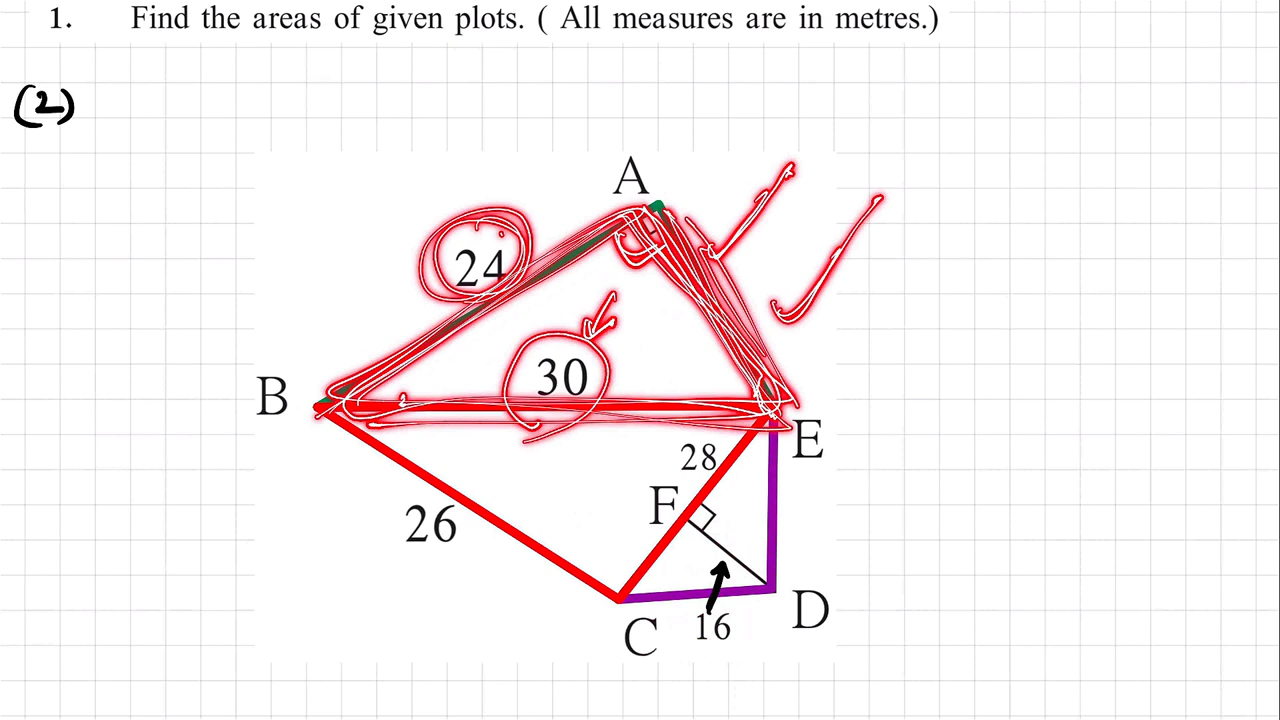 1. Find the areas of given plots. ( All measures are in metres.)
(2)
A
24
30
B
E
28
F
26
D
16
C